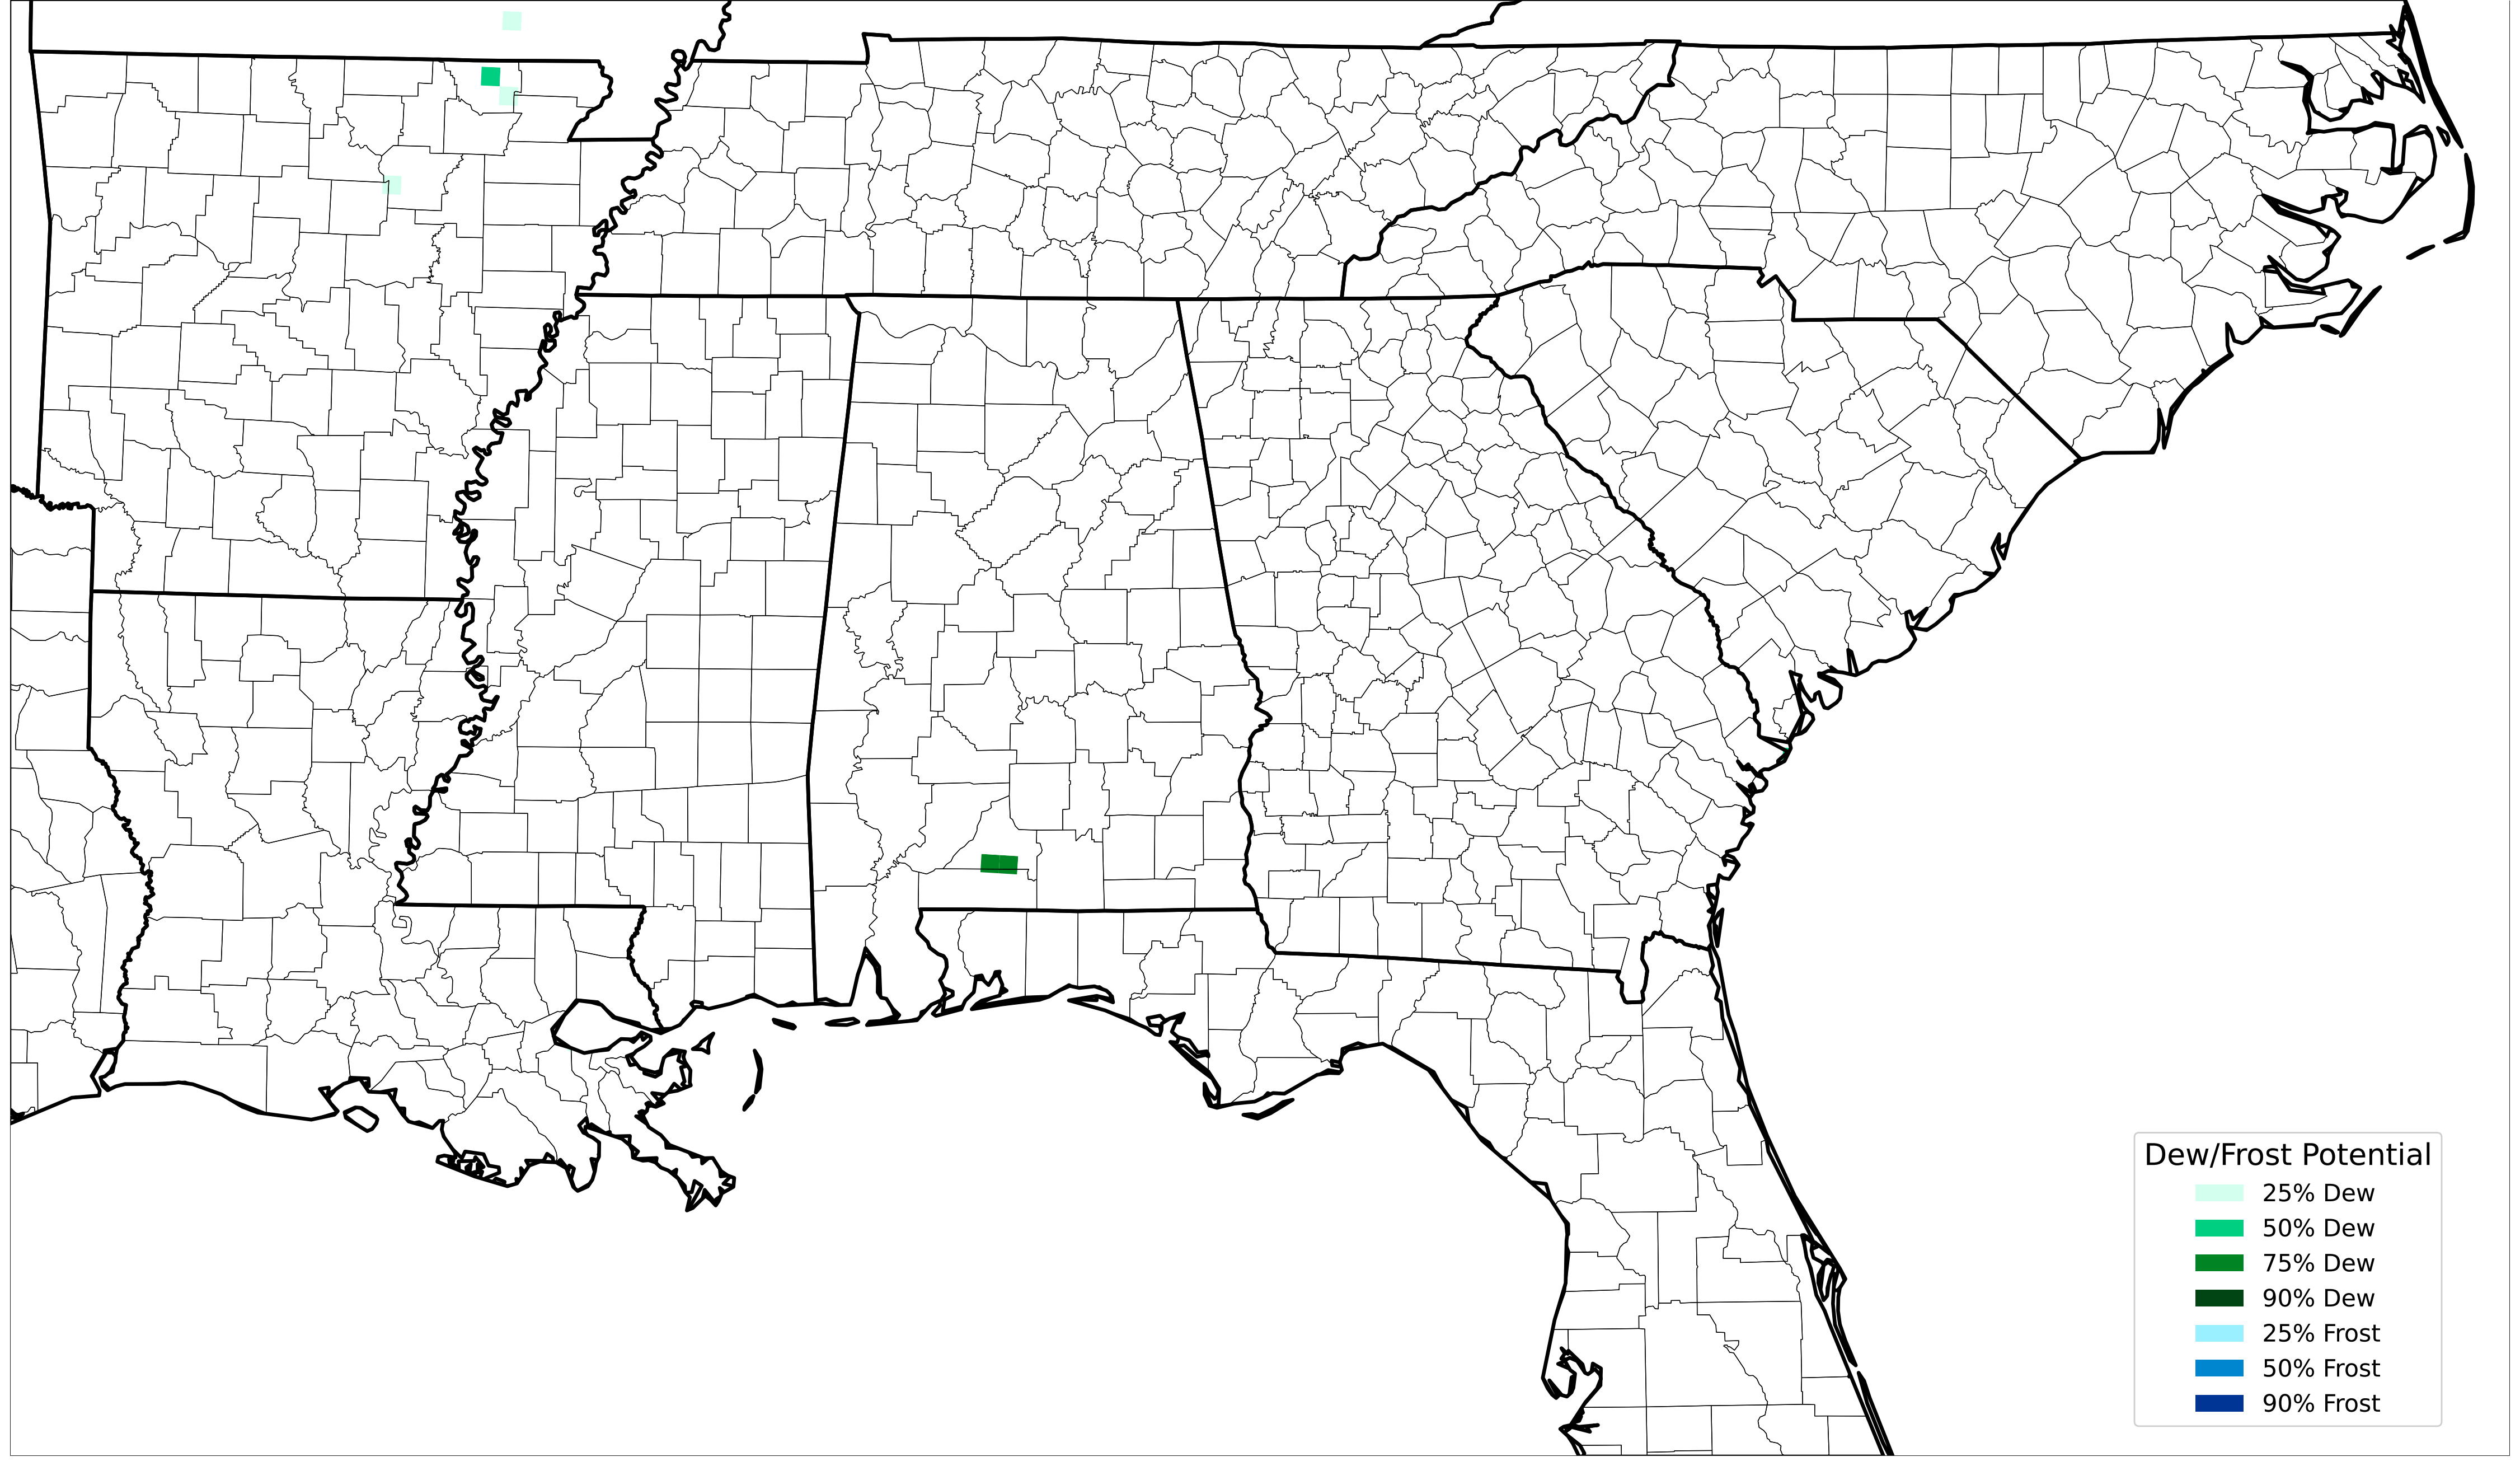 Dew/Frost Potential
25% Dew
50% Dew
75% Dew
90% Dew
25% Frost
50% Frost
90% Frost